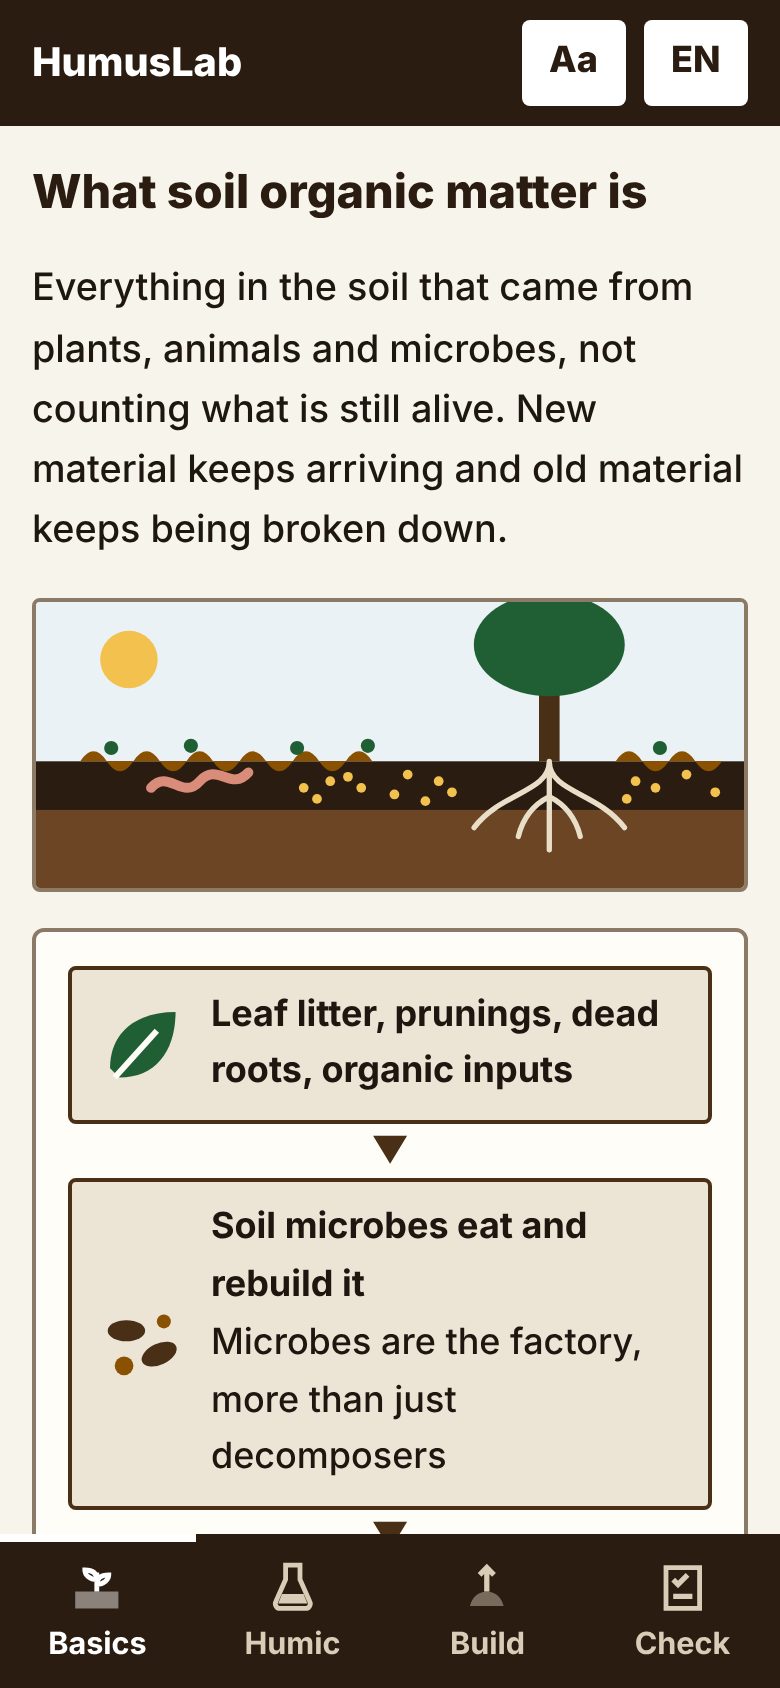 HumusLab
Aa
EN
What soil organic matter is
Everything in the soil that came from
plants, animals and microbes, not
counting what is still alive. New
material keeps arriving and old material
keeps being broken down.
Leaf litter, prunings, dead
roots, organic inputs
Soil microbes eat and
rebuild it
Microbes are the factory,
more than just
decomposers
Basics
Humic
Build
Check